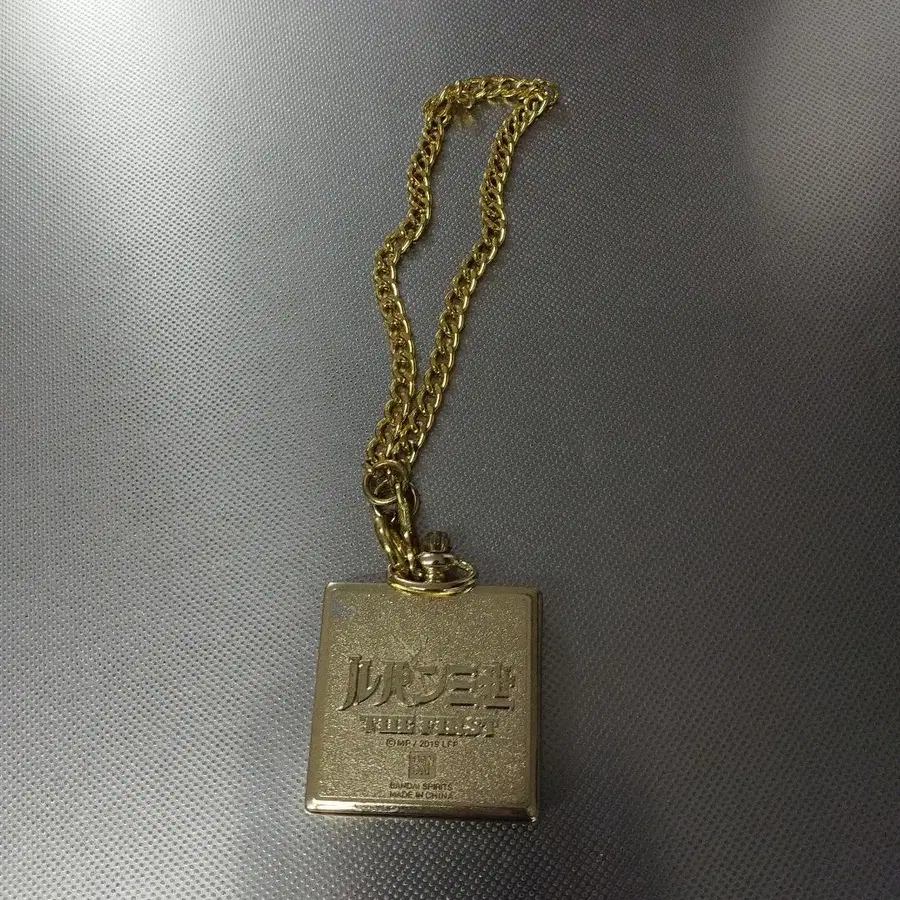 ルパン三世
THE FIRST
©MP / 2019 LFP
BANDAI SPIRITS
MADE IN CHINA